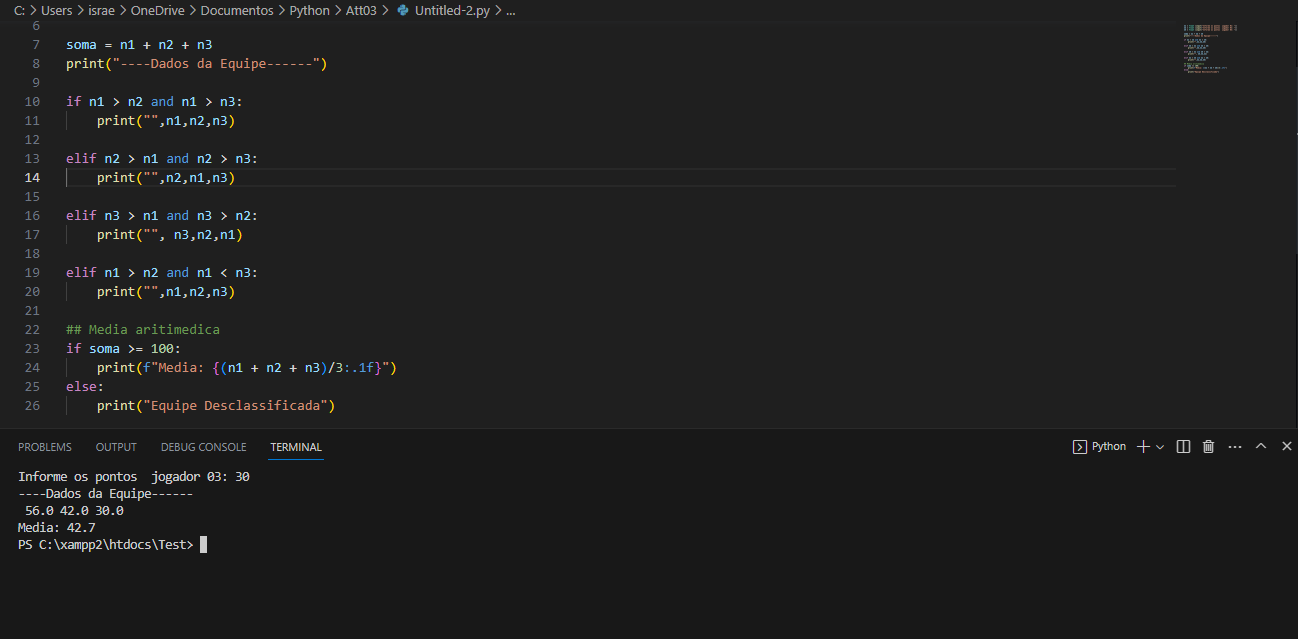 C: > Users > israe > OneDrive > Documentos > Python > Att03 > Untitled-2.py > ...
6
7 soma = n1 + n2 + n3
8 print("----Dados da Equipe------")
9
10 if n1 > n2 and n1 > n3:
11 print("",n1,n2,n3)
12
13 elif n2 > n1 and n2 > n3:
14 print("",n2,n1,n3)
15
16 elif n3 > n1 and n3 > n2:
17 print("", n3,n2,n1)
18
19 elif n1 > n2 and n1 < n3:
20 print("",n1,n2,n3)
21
22 ## Media aritimedica
23 if soma >= 100:
24 print(f"Media: {(n1 + n2 + n3)/3:.1f}")
25 else:
26 print("Equipe Desclassificada")
PROBLEMS OUTPUT DEBUG CONSOLE TERMINAL Python
Informe os pontos  jogador 03: 30
----Dados da Equipe------
 56.0 42.0 30.0
Media: 42.7
PS C:\xampp2\htdocs\Test>